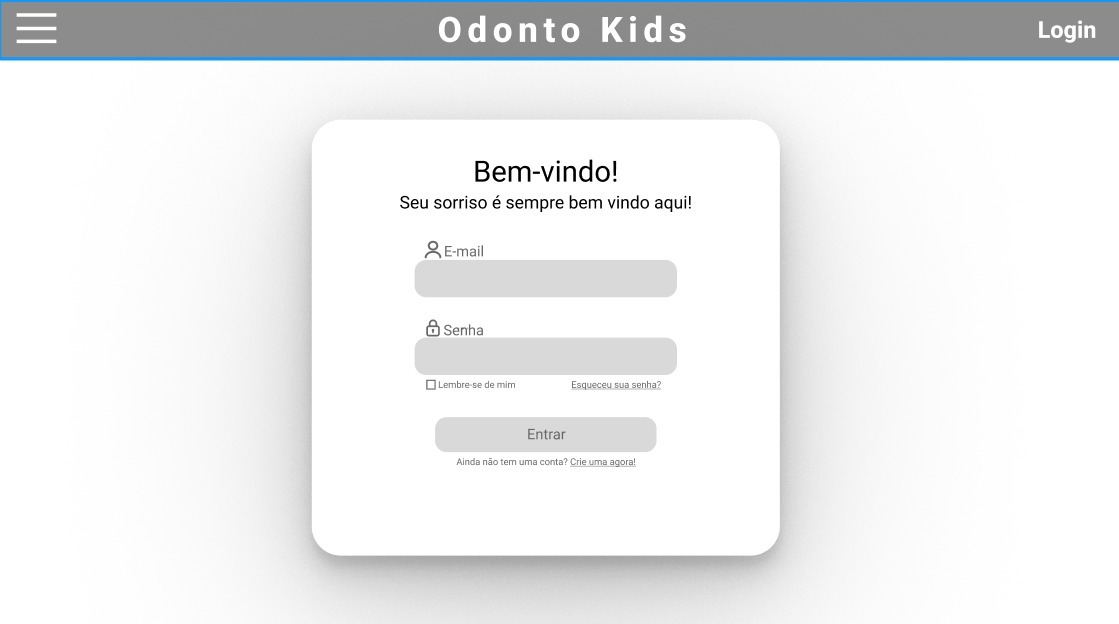 Odonto Kids
Login
Bem-vindo!
Seu sorriso é sempre bem vindo aqui!
E-mail
Senha
Lembre-se de mim
Esqueceu sua senha?
Entrar
Ainda não tem uma conta? Crie uma agora!